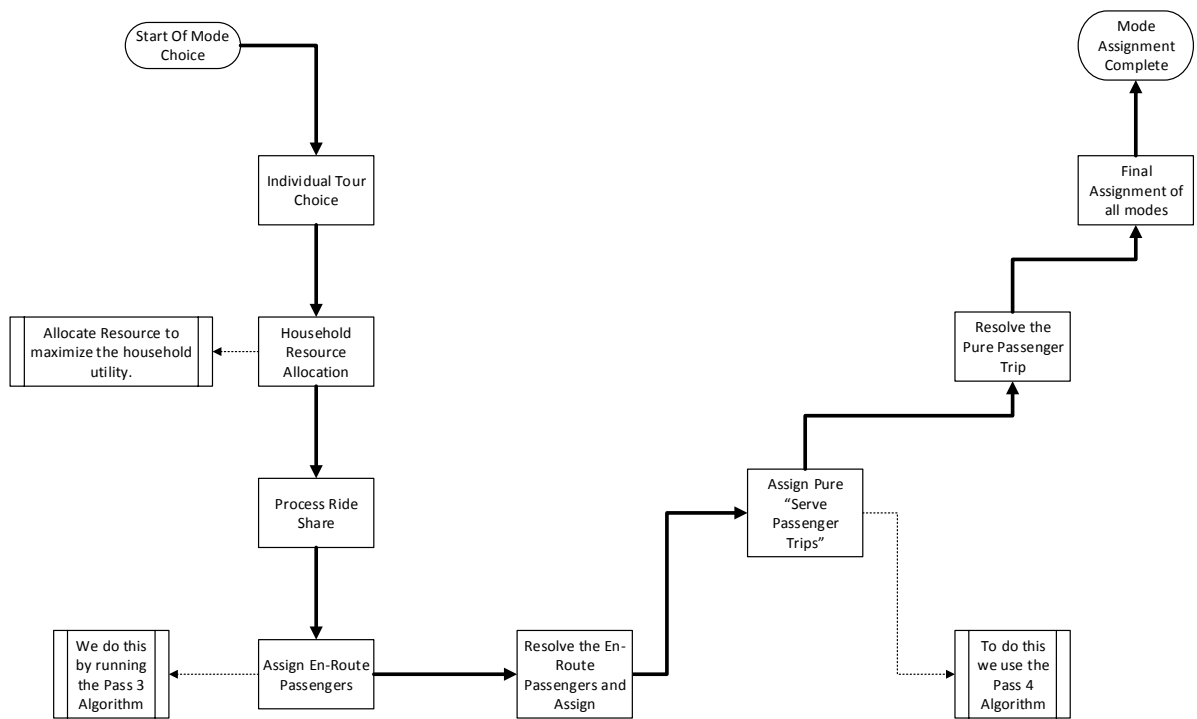 Start Of Mode
Choice
Individual Tour
Choice
Household
Resource
Allocation
Allocate Resource to
maximize the household
utility.
Process Ride
Share
Assign En-Route
Passengers
We do this
by running
the Pass 3
Algorithm
Resolve the En-
Route
Passengers and
Assign
Assign Pure
“Serve
Passenger
Trips”
To do this
we use the
Pass 4
Algorithm
Resolve the
Pure Passenger
Trip
Final
Assignment of
all modes
Mode
Assignment
Complete